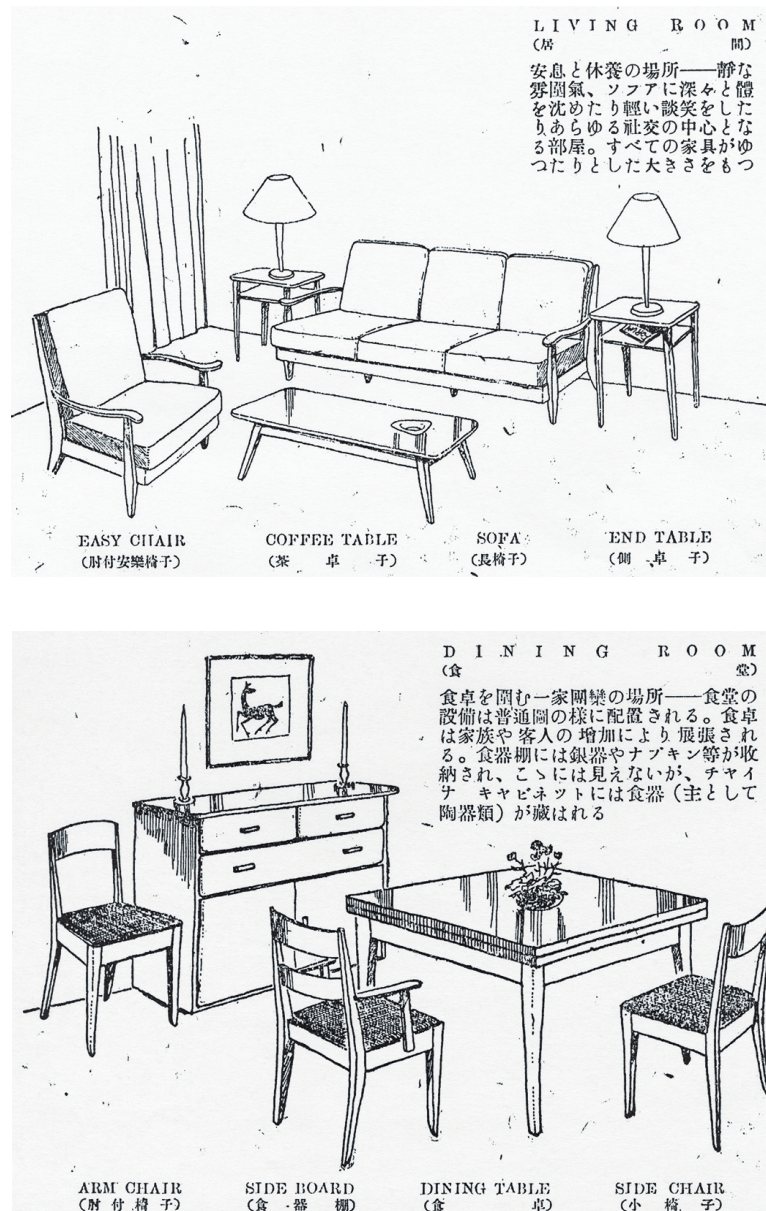 LIVING ROOM
(居間)
安息と休養の場所──靜な
雰圍氣、ソファに深々と體
を沈めたり輕い談笑をした
りあらゆる社交の中心とな
る部屋。すべての家具がゆ
つたりとした大きさをもつ
EASY CHAIR
(肘付安樂椅子)
COFFEE TABLE
(茶卓子)
SOFA
(長椅子)
END TABLE
(側卓子)
DINING ROOM
(食堂)
食卓を圍む一家團欒の場所──食堂の
設備は普通圖の樣に配置される。食卓
は家族や客人の増加により展張され
る。食器棚には銀器やナプキン等が收
納され、こゝには見えないが、チャイ
ナ キャビネットには食器(主として
陶器類)が藏はれる
ARM CHAIR
(肘付椅子)
SIDE BOARD
(食器棚)
DINING TABLE
(食卓)
SIDE CHAIR
(小椅子)